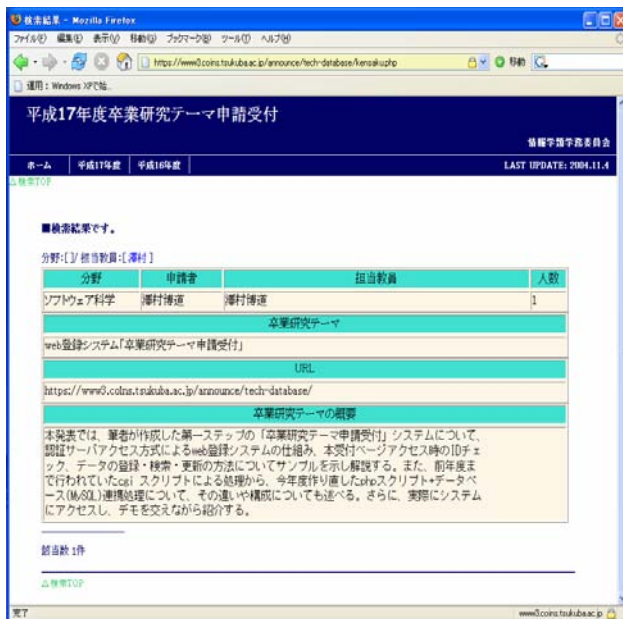 検索結果 - Mozilla Firefox
ファイル(F) 編集(E) 表示(V) 移動(G) ブックマーク(B) ツール(T) ヘルプ(H)
https://www3.coins.tsukuba.ac.jp/announce/tech-database/kensaku.php 移動
運用：Windows XPで始...
平成17年度卒業研究テーマ申請受付
情報学類学務委員会
ホーム 平成17年度 平成16年度 LAST UPDATE: 2004.11.4
△検索TOP
■検索結果です。
分野:[]/ 担当教員:[ 澤村 ]
分野 申請者 担当教員 人数
ソフトウェア科学 澤村博道 澤村博道 1
卒業研究テーマ
web登録システム「卒業研究テーマ申請受付」
URL
https://www3.coins.tsukuba.ac.jp/announce/tech-database/
卒業研究テーマの概要
本発表では、筆者が作成した第一ステップの「卒業研究テーマ申請受付」システムについて、
認証サーバアクセス方式によるweb登録システムの仕組み、本受付ページアクセス時のIDチェ
ック、データの登録・検索・更新の方法についてサンプルを示し解説する。また、前年度ま
で行われていたcgi スクリプトによる処理から、今年度作り直したphpスクリプト+データベ
ース(MySQL)連携処理について、その違いや構成についても述べる。さらに、実際にシステム
にアクセスし、デモを交えながら紹介する。
該当数 1件
△検索TOP
完了 www3.coins.tsukuba.ac.jp